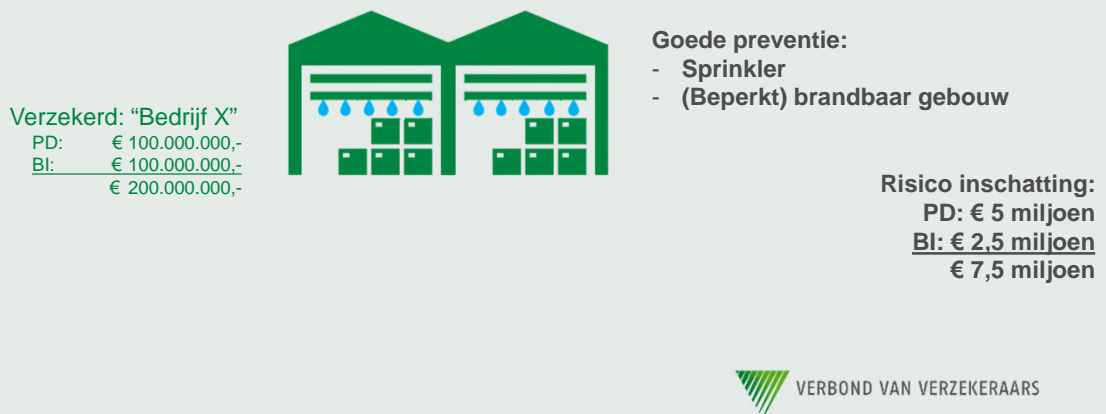 Verzekerd: “Bedrijf X”
PD: € 100.000.000,-
BI: € 100.000.000,-
€ 200.000.000,-
Goede preventie:
- Sprinkler
- (Beperkt) brandbaar gebouw
Risico inschatting:
PD: € 5 miljoen
BI: € 2,5 miljoen
€ 7,5 miljoen
VERBOND VAN VERZEKERAARS